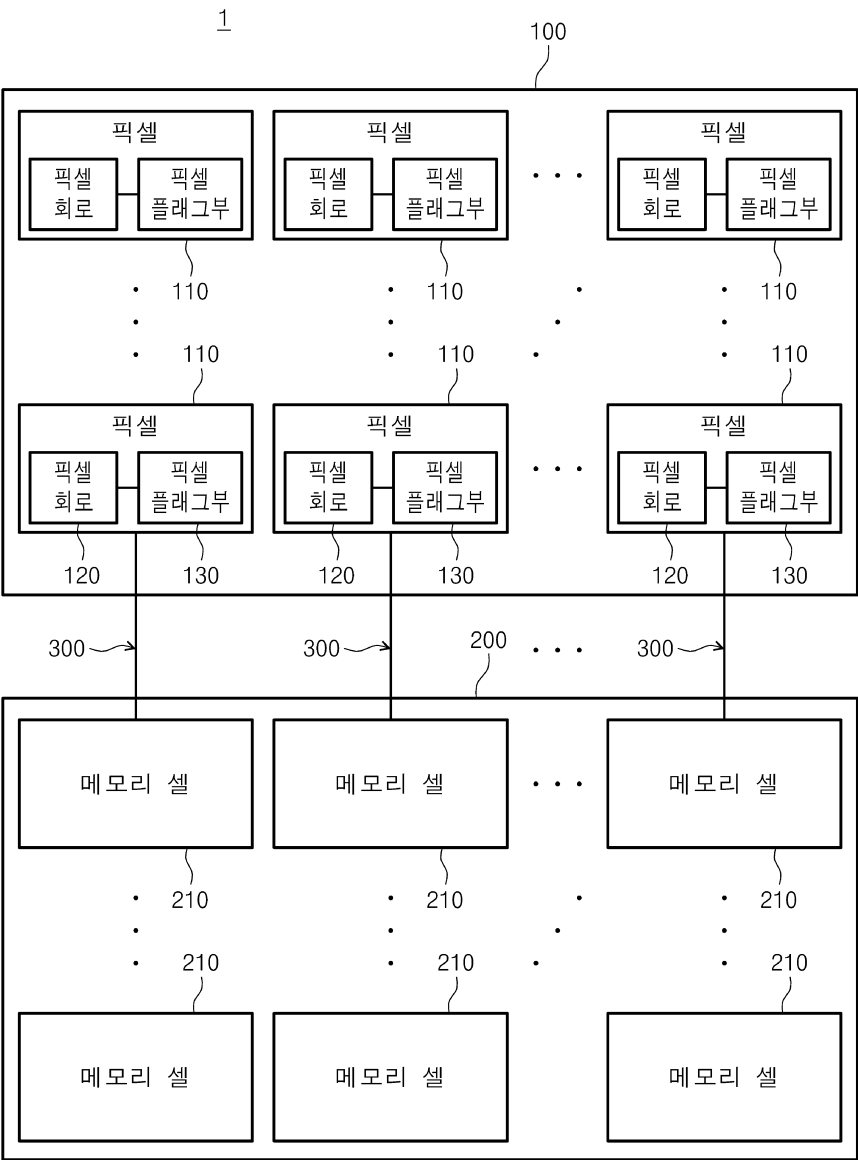 1
100
픽셀 픽셀 픽셀
픽셀 픽셀 픽셀 픽셀 · · · 픽셀 픽셀
회로 플래그부 회로 플래그부 회로 플래그부
110 110 110
110 110 110
픽셀 픽셀 픽셀
픽셀 픽셀 픽셀 픽셀 · · · 픽셀 픽셀
회로 플래그부 회로 플래그부 회로 플래그부
120 130 120 130 120 130
300 300 200 · · · 300
메모리 셀 메모리 셀 · · · 메모리 셀
210 210 210
210 210 210
메모리 셀 메모리 셀 메모리 셀